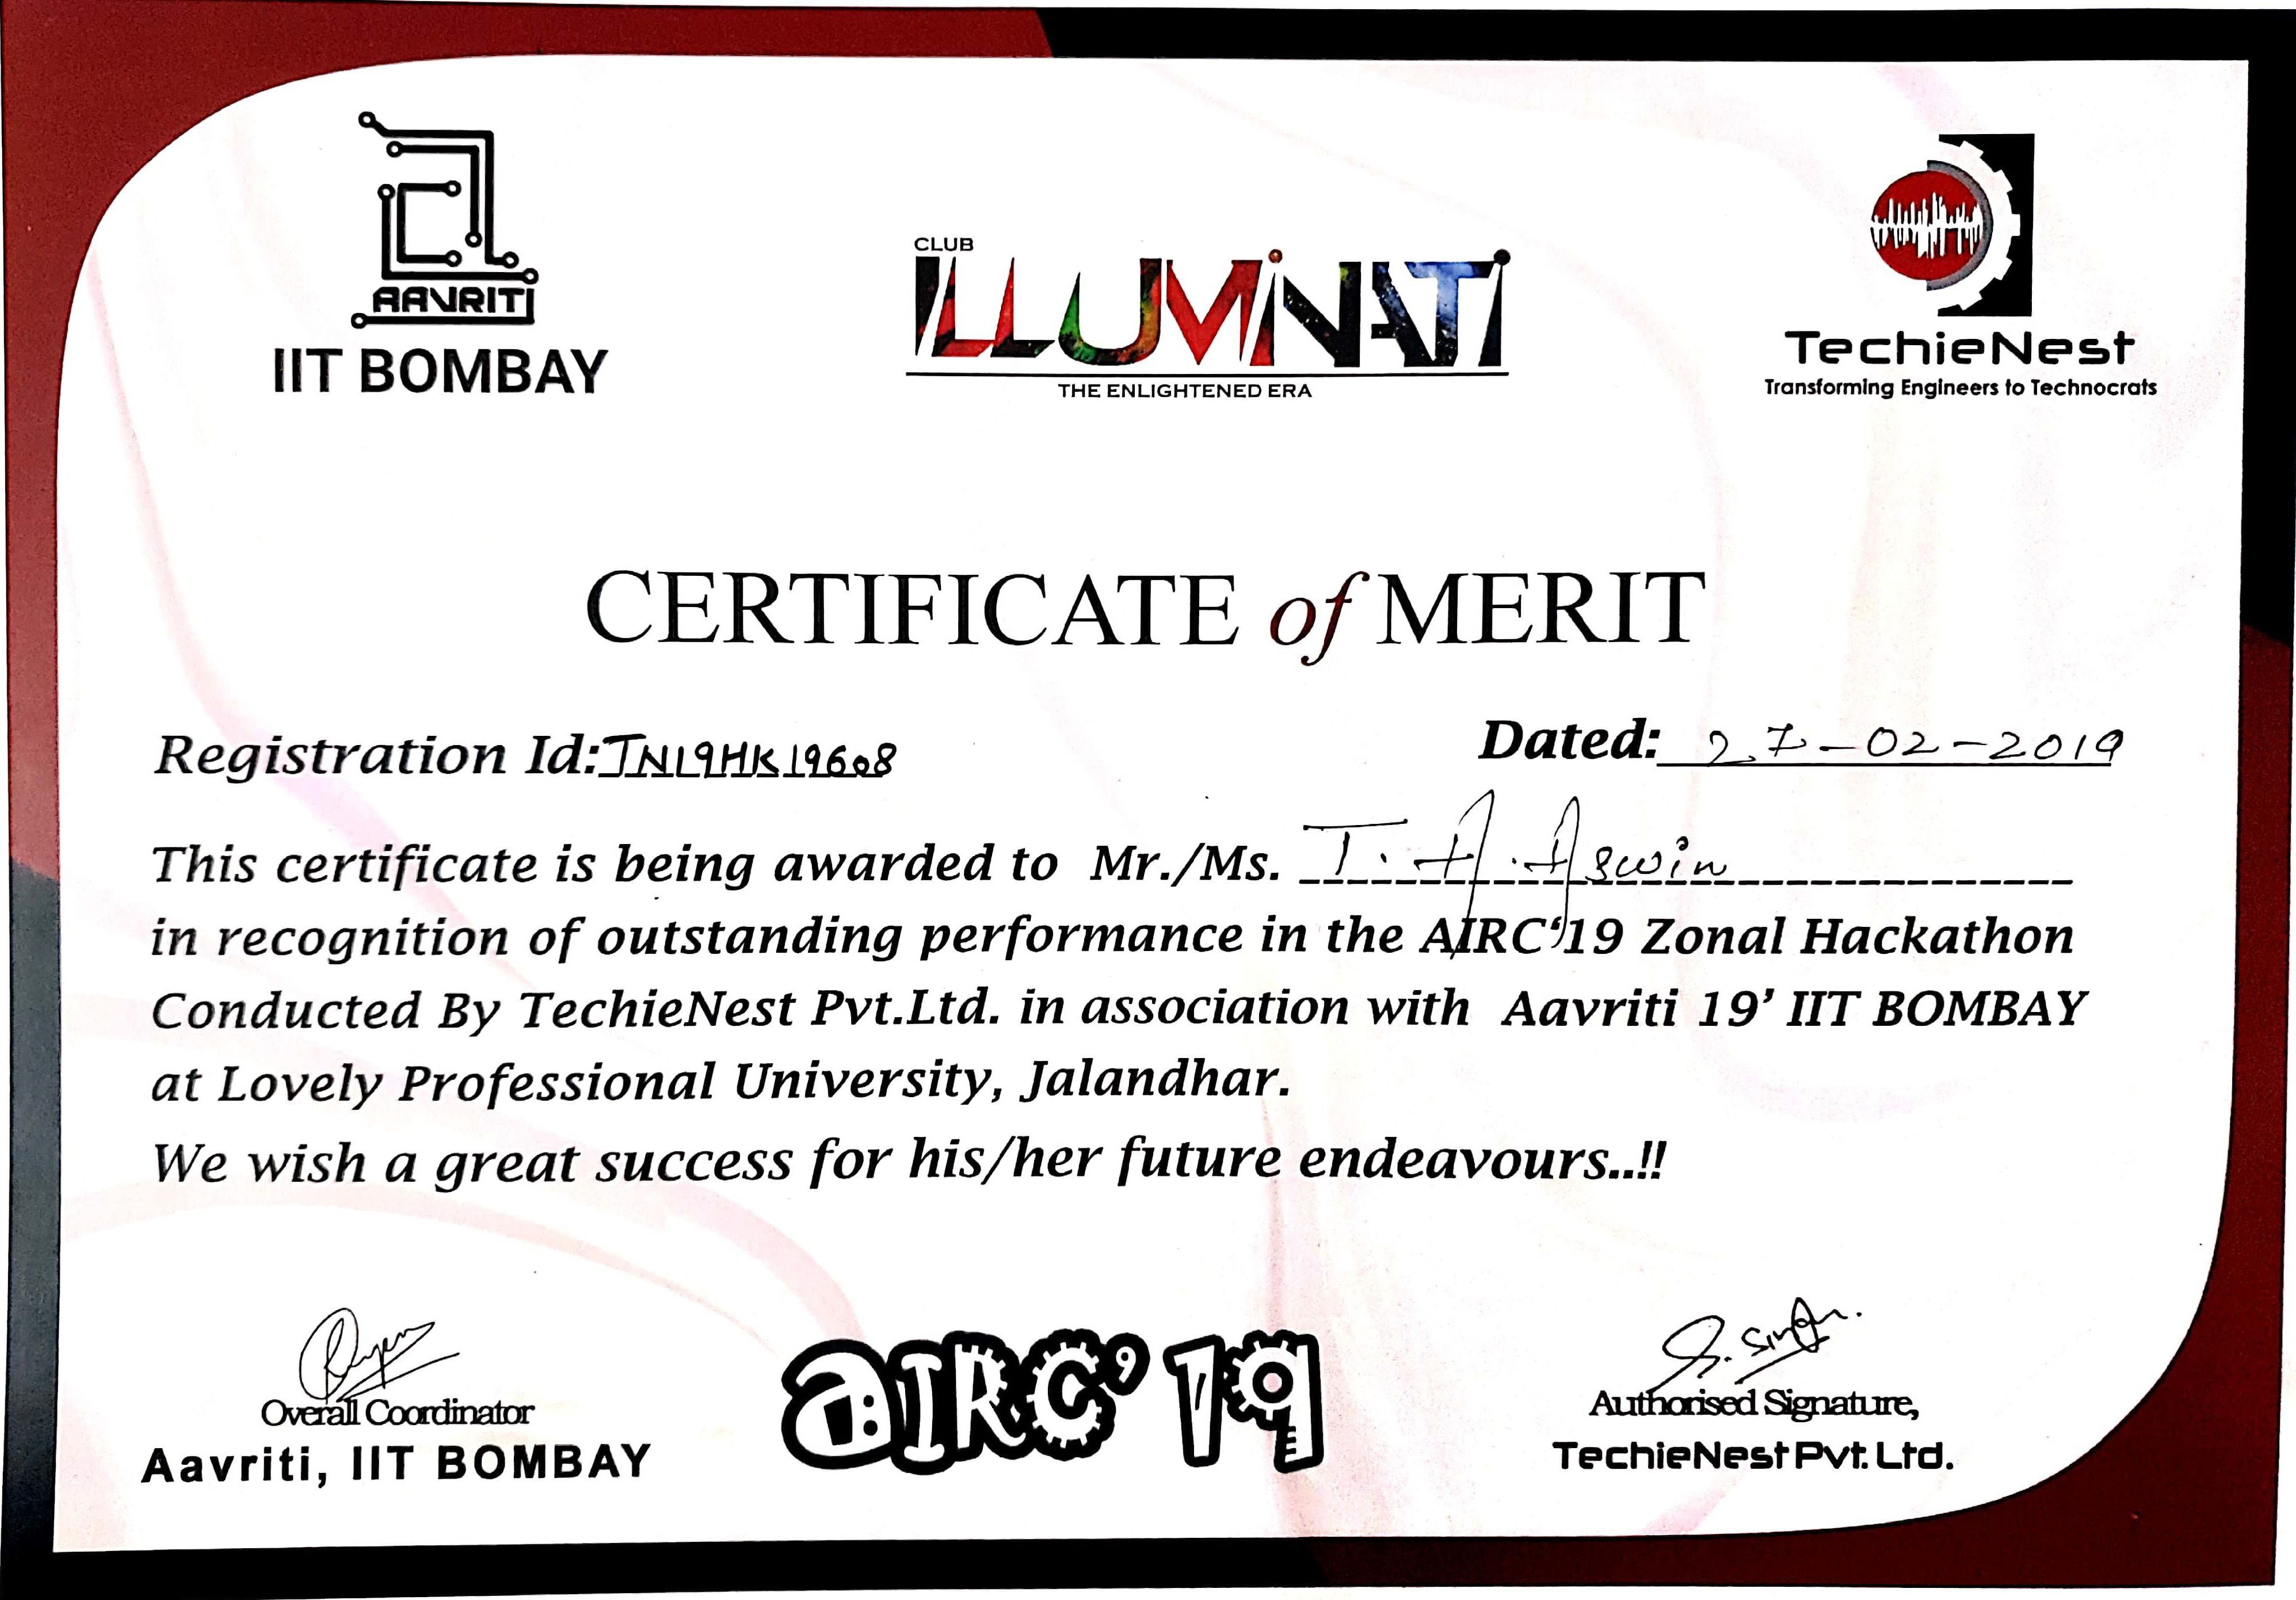 AAVRITI
IIT BOMBAY
CLUB
ILLUMINATI
THE ENLIGHTENED ERA
TechieNest
Transforming Engineers to Technocrats
CERTIFICATE of MERIT
Registration Id: TN19HK19608
Dated: 27-02-2019
This certificate is being awarded to Mr./Ms. T. A. Aswin
in recognition of outstanding performance in the AIRC'19 Zonal Hackathon
Conducted By TechieNest Pvt.Ltd. in association with Aavriti 19' IIT BOMBAY
at Lovely Professional University, Jalandhar.
We wish a great success for his/her future endeavours..!!
Overall Coordinator
Aavriti, IIT BOMBAY
aIRC'19
S. Singh.
Authorised Signature,
TechieNest Pvt. Ltd.